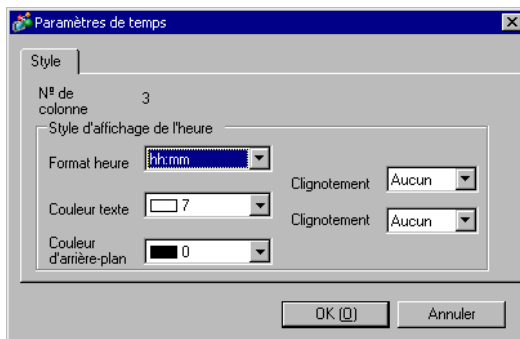 Paramètres de temps
Style
Nº de
colonne
3
Style d'affichage de l'heure
Format heure
hh:mm
Clignotement
Aucun
Couleur texte
7
Clignotement
Aucun
Couleur
d'arrière-plan
0
OK (O)
Annuler